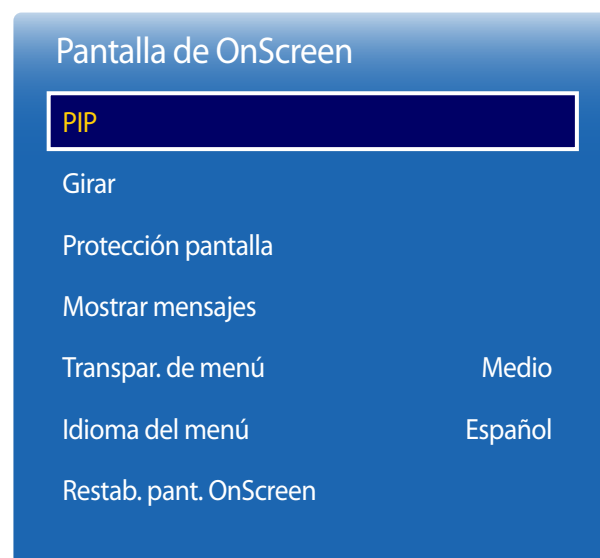 Pantalla de OnScreen
PIP
Girar
Protección pantalla
Mostrar mensajes
Transpar. de menú Medio
Idioma del menú Español
Restab. pant. OnScreen